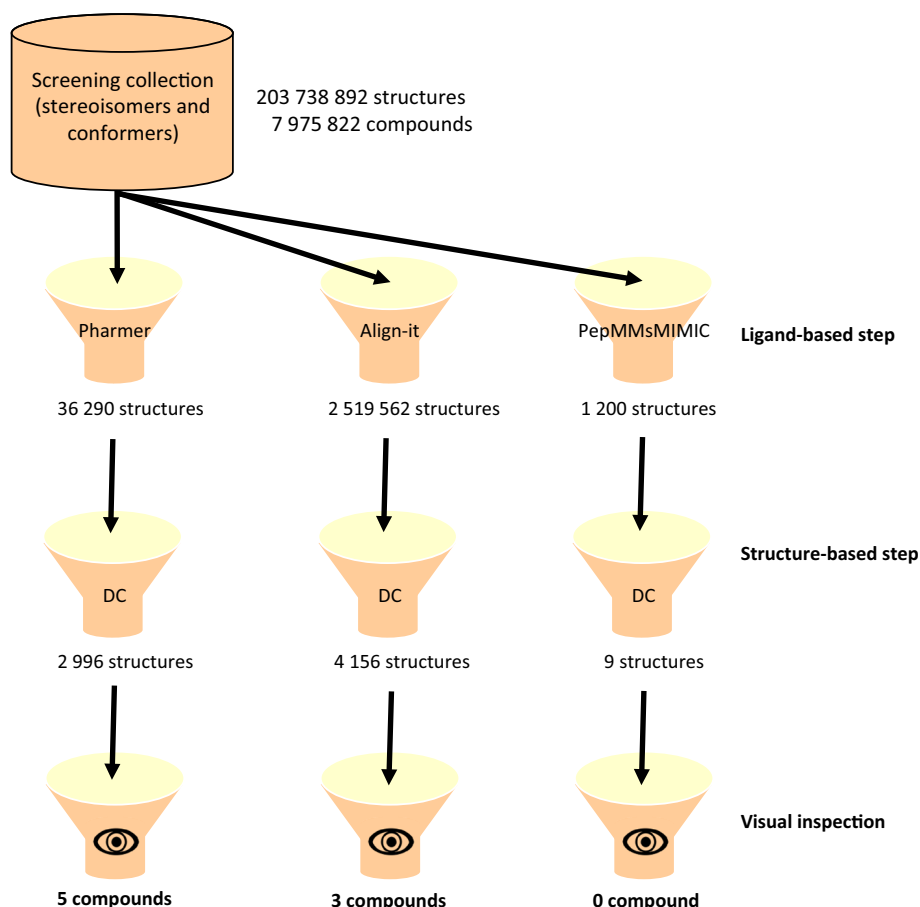 Screening collection
(stereoisomers and
conformers)
203 738 892 structures
7 975 822 compounds
Pharmer
Align-it
PepMMsMIMIC
Ligand-based step
36 290 structures
2 519 562 structures
1 200 structures
DC
DC
DC
Structure-based step
2 996 structures
4 156 structures
9 structures
Visual inspection
5 compounds
3 compounds
0 compound